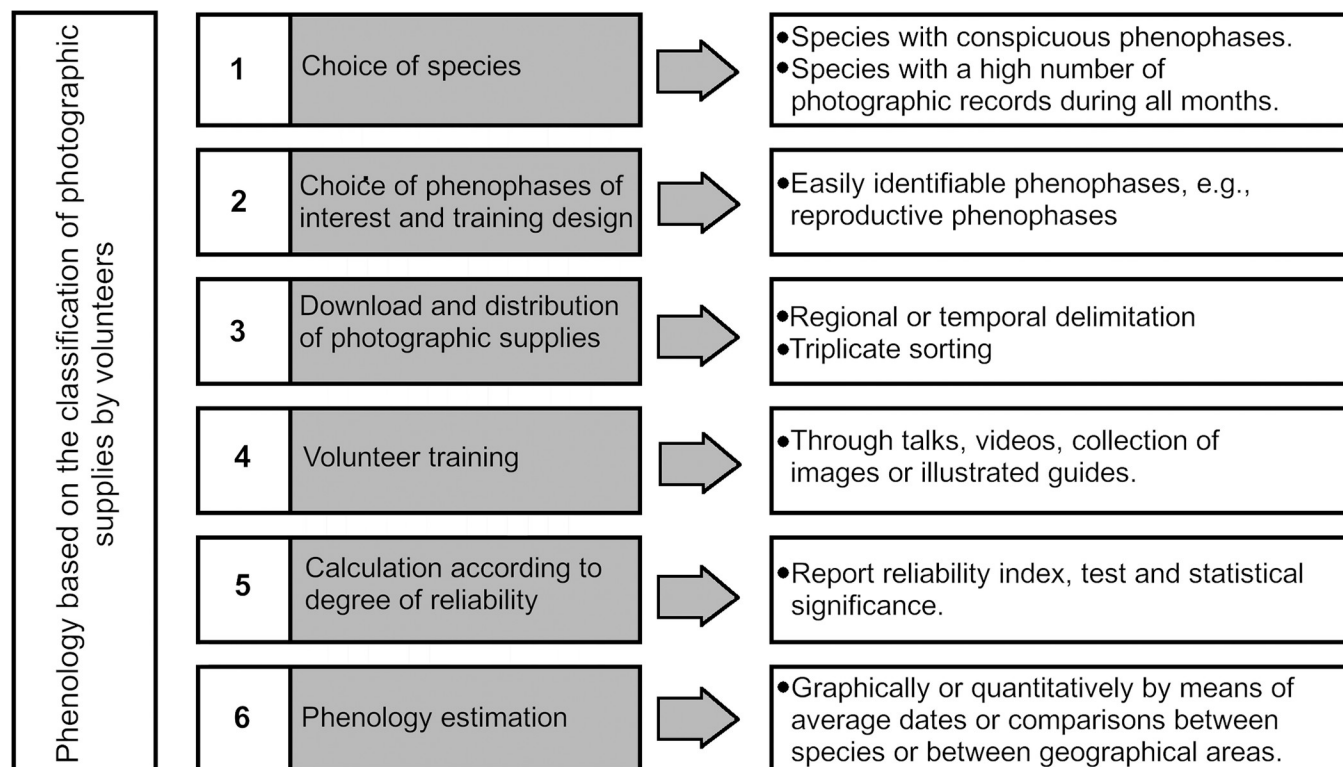 Phenology based on the classification of photographic
supplies by volunteers
1
Choice of species
●Species with conspicuous phenophases.
●Species with a high number of
photographic records during all months.
2
Choice of phenophases of
interest and training design
●Easily identifiable phenophases, e.g.,
reproductive phenophases
3
Download and distribution
of photographic supplies
●Regional or temporal delimitation
●Triplicate sorting
4
Volunteer training
●Through talks, videos, collection of
images or illustrated guides.
5
Calculation according to
degree of reliability
●Report reliability index, test and statistical
significance.
6
Phenology estimation
●Graphically or quantitatively by means of
average dates or comparisons between
species or between geographical areas.